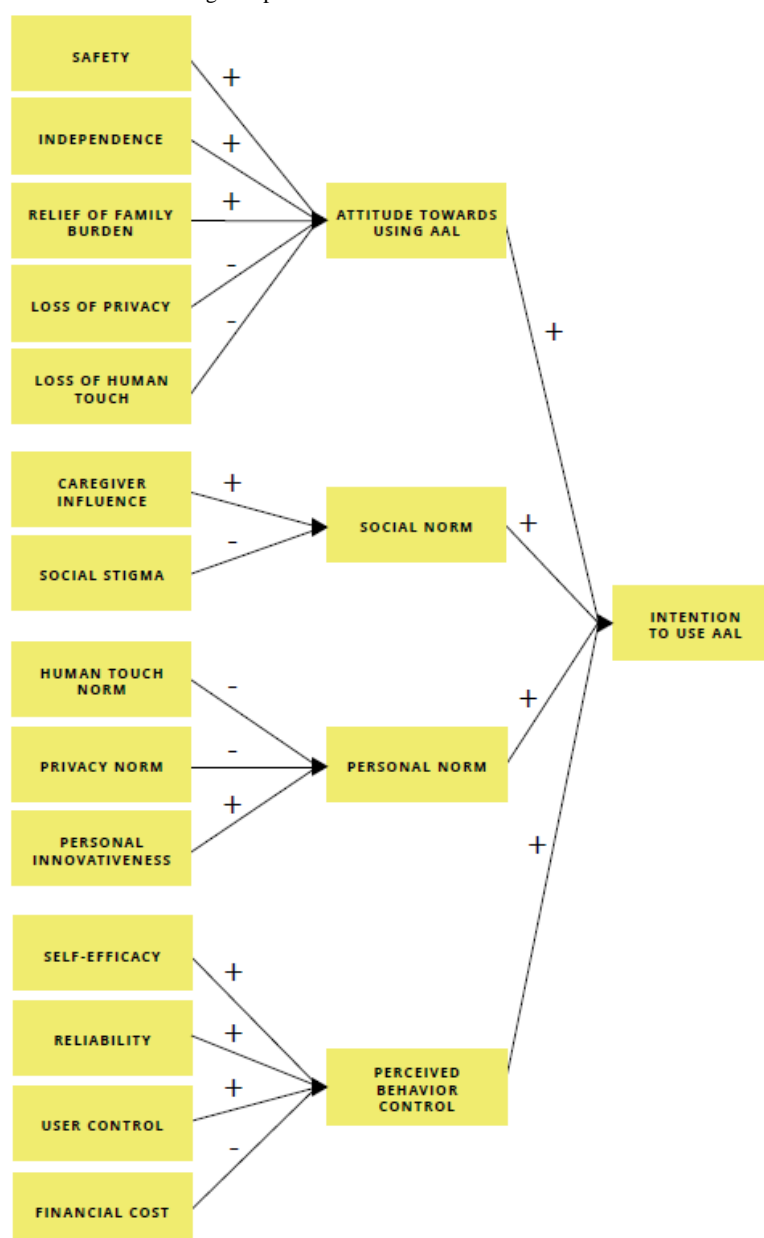 SAFETY
+
INDEPENDENCE
+
RELIEF OF FAMILY
BURDEN
+
LOSS OF PRIVACY
-
LOSS OF HUMAN
TOUCH
-
ATTITUDE TOWARDS
USING AAL
+
CAREGIVER
INFLUENCE
+
SOCIAL STIGMA
-
SOCIAL NORM
+
INTENTION
TO USE AAL
HUMAN TOUCH
NORM
-
PRIVACY NORM
-
PERSONAL
INNOVATIVENESS
+
PERSONAL NORM
+
SELF-EFFICACY
+
RELIABILITY
+
USER CONTROL
+
FINANCIAL COST
-
PERCEIVED
BEHAVIOR
CONTROL
+